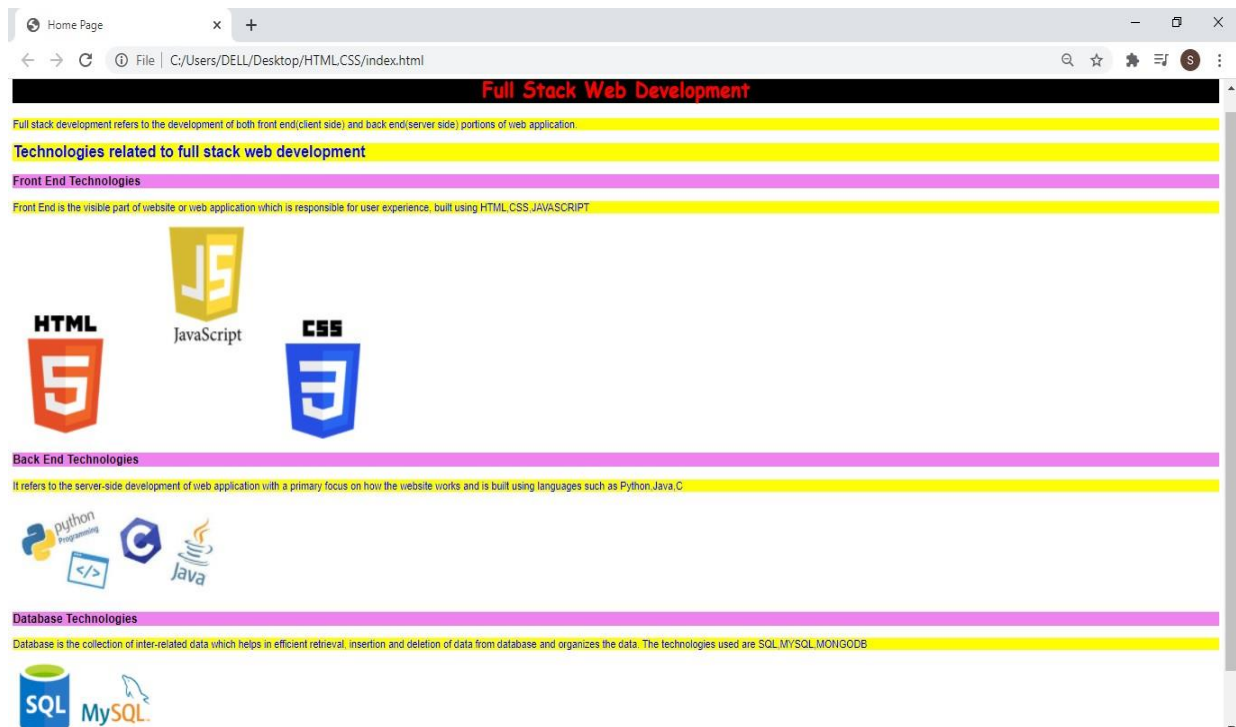 Home Page
File C:/Users/DELL/Desktop/HTML,CSS/index.html
S
Full Stack Web Development
Full stack development refers to the development of both front end(client side) and back end(server side) portions of web application.
Technologies related to full stack web development
Front End Technologies
Front End is the visible part of website or web application which is responsible for user experience, built using HTML,CSS,JAVASCRIPT
JS
JavaScript
HTML
5
CSS
3
Back End Technologies
It refers to the server-side development of web application with a primary focus on how the website works and is built using languages such as Python,Java,C
python
Programming
</>
C
Java
Database Technologies
Database is the collection of inter-related data which helps in efficient retrieval, insertion and deletion of data from database and organizes the data. The technologies used are SQL,MYSQL,MONGODB
SQL
MySQL